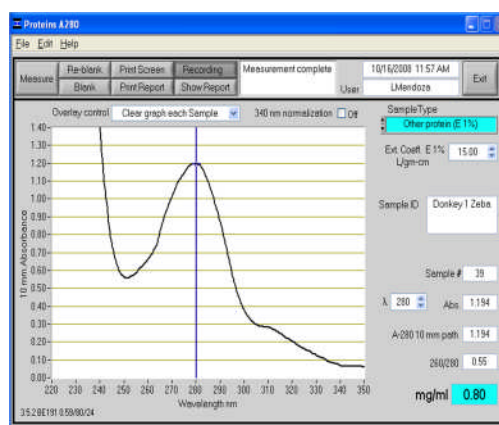 Proteins A280
File Edit Help
Measure Re-blank Print Screen Recording Measurement complete 10/16/2008 11:57 AM Exit
Blank Print Report Show Report User LMendoza
Overlay control Clear graph each Sample 340 nm normalization Off Sample Type
Other protein (E 1%)
Ext. Coeff. E 1% 15.00
L/gm-cm
Sample ID Donkey 1 Zeba
Sample # 39
λ 280 Abs 1.194
A-280 10 mm path 1.194
260/280 0.55
mg/ml 0.80
10 mm Absorbance
1.40
1.30
1.20
1.10
1.00
0.90
0.80
0.70
0.60
0.50
0.40
0.30
0.20
0.10
0.00
220 230 240 250 260 270 280 290 300 310 320 330 340 350
Wavelength nm